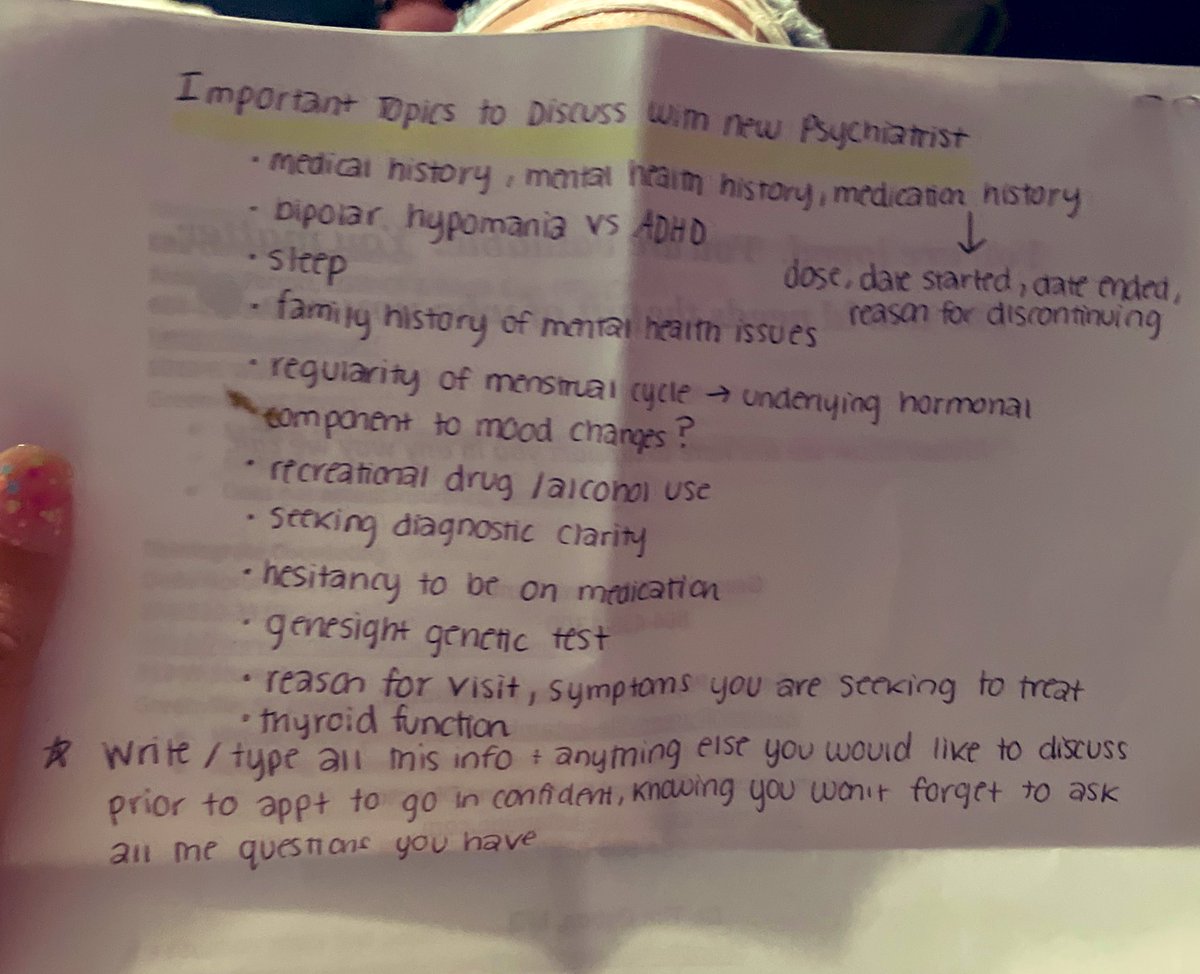 Important Topics to Discuss with new Psychiatrist
· medical history, mental health history, medication history
↓
· bipolar hypomania vs ADHD
· sleep
dose, date started, date ended,
reason for discontinuing
· family history of mental health issues
· regularity of menstrual cycle → underlying hormonal
component to mood changes?
· recreational drug / alcohol use
· seeking diagnostic clarity
· hesitancy to be on medication
· genesight genetic test
· reason for visit, symptoms you are seeking to treat
· thyroid function
☆ Write / type all this info + anything else you would like to discuss
prior to appt to go in confident, knowing you won't forget to ask
all the questions you have